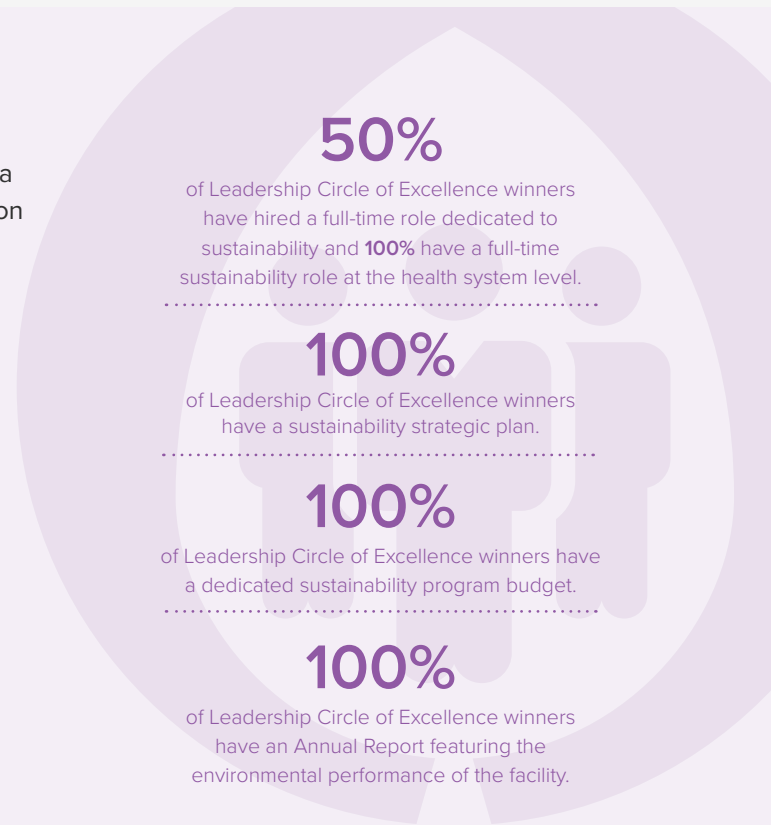 a
on
50%
of Leadership Circle of Excellence winners
have hired a full-time role dedicated to
sustainability and 100% have a full-time
sustainability role at the health system level.
100%
of Leadership Circle of Excellence winners
have a sustainability strategic plan.
100%
of Leadership Circle of Excellence winners have
a dedicated sustainability program budget.
100%
of Leadership Circle of Excellence winners
have an Annual Report featuring the
environmental performance of the facility.